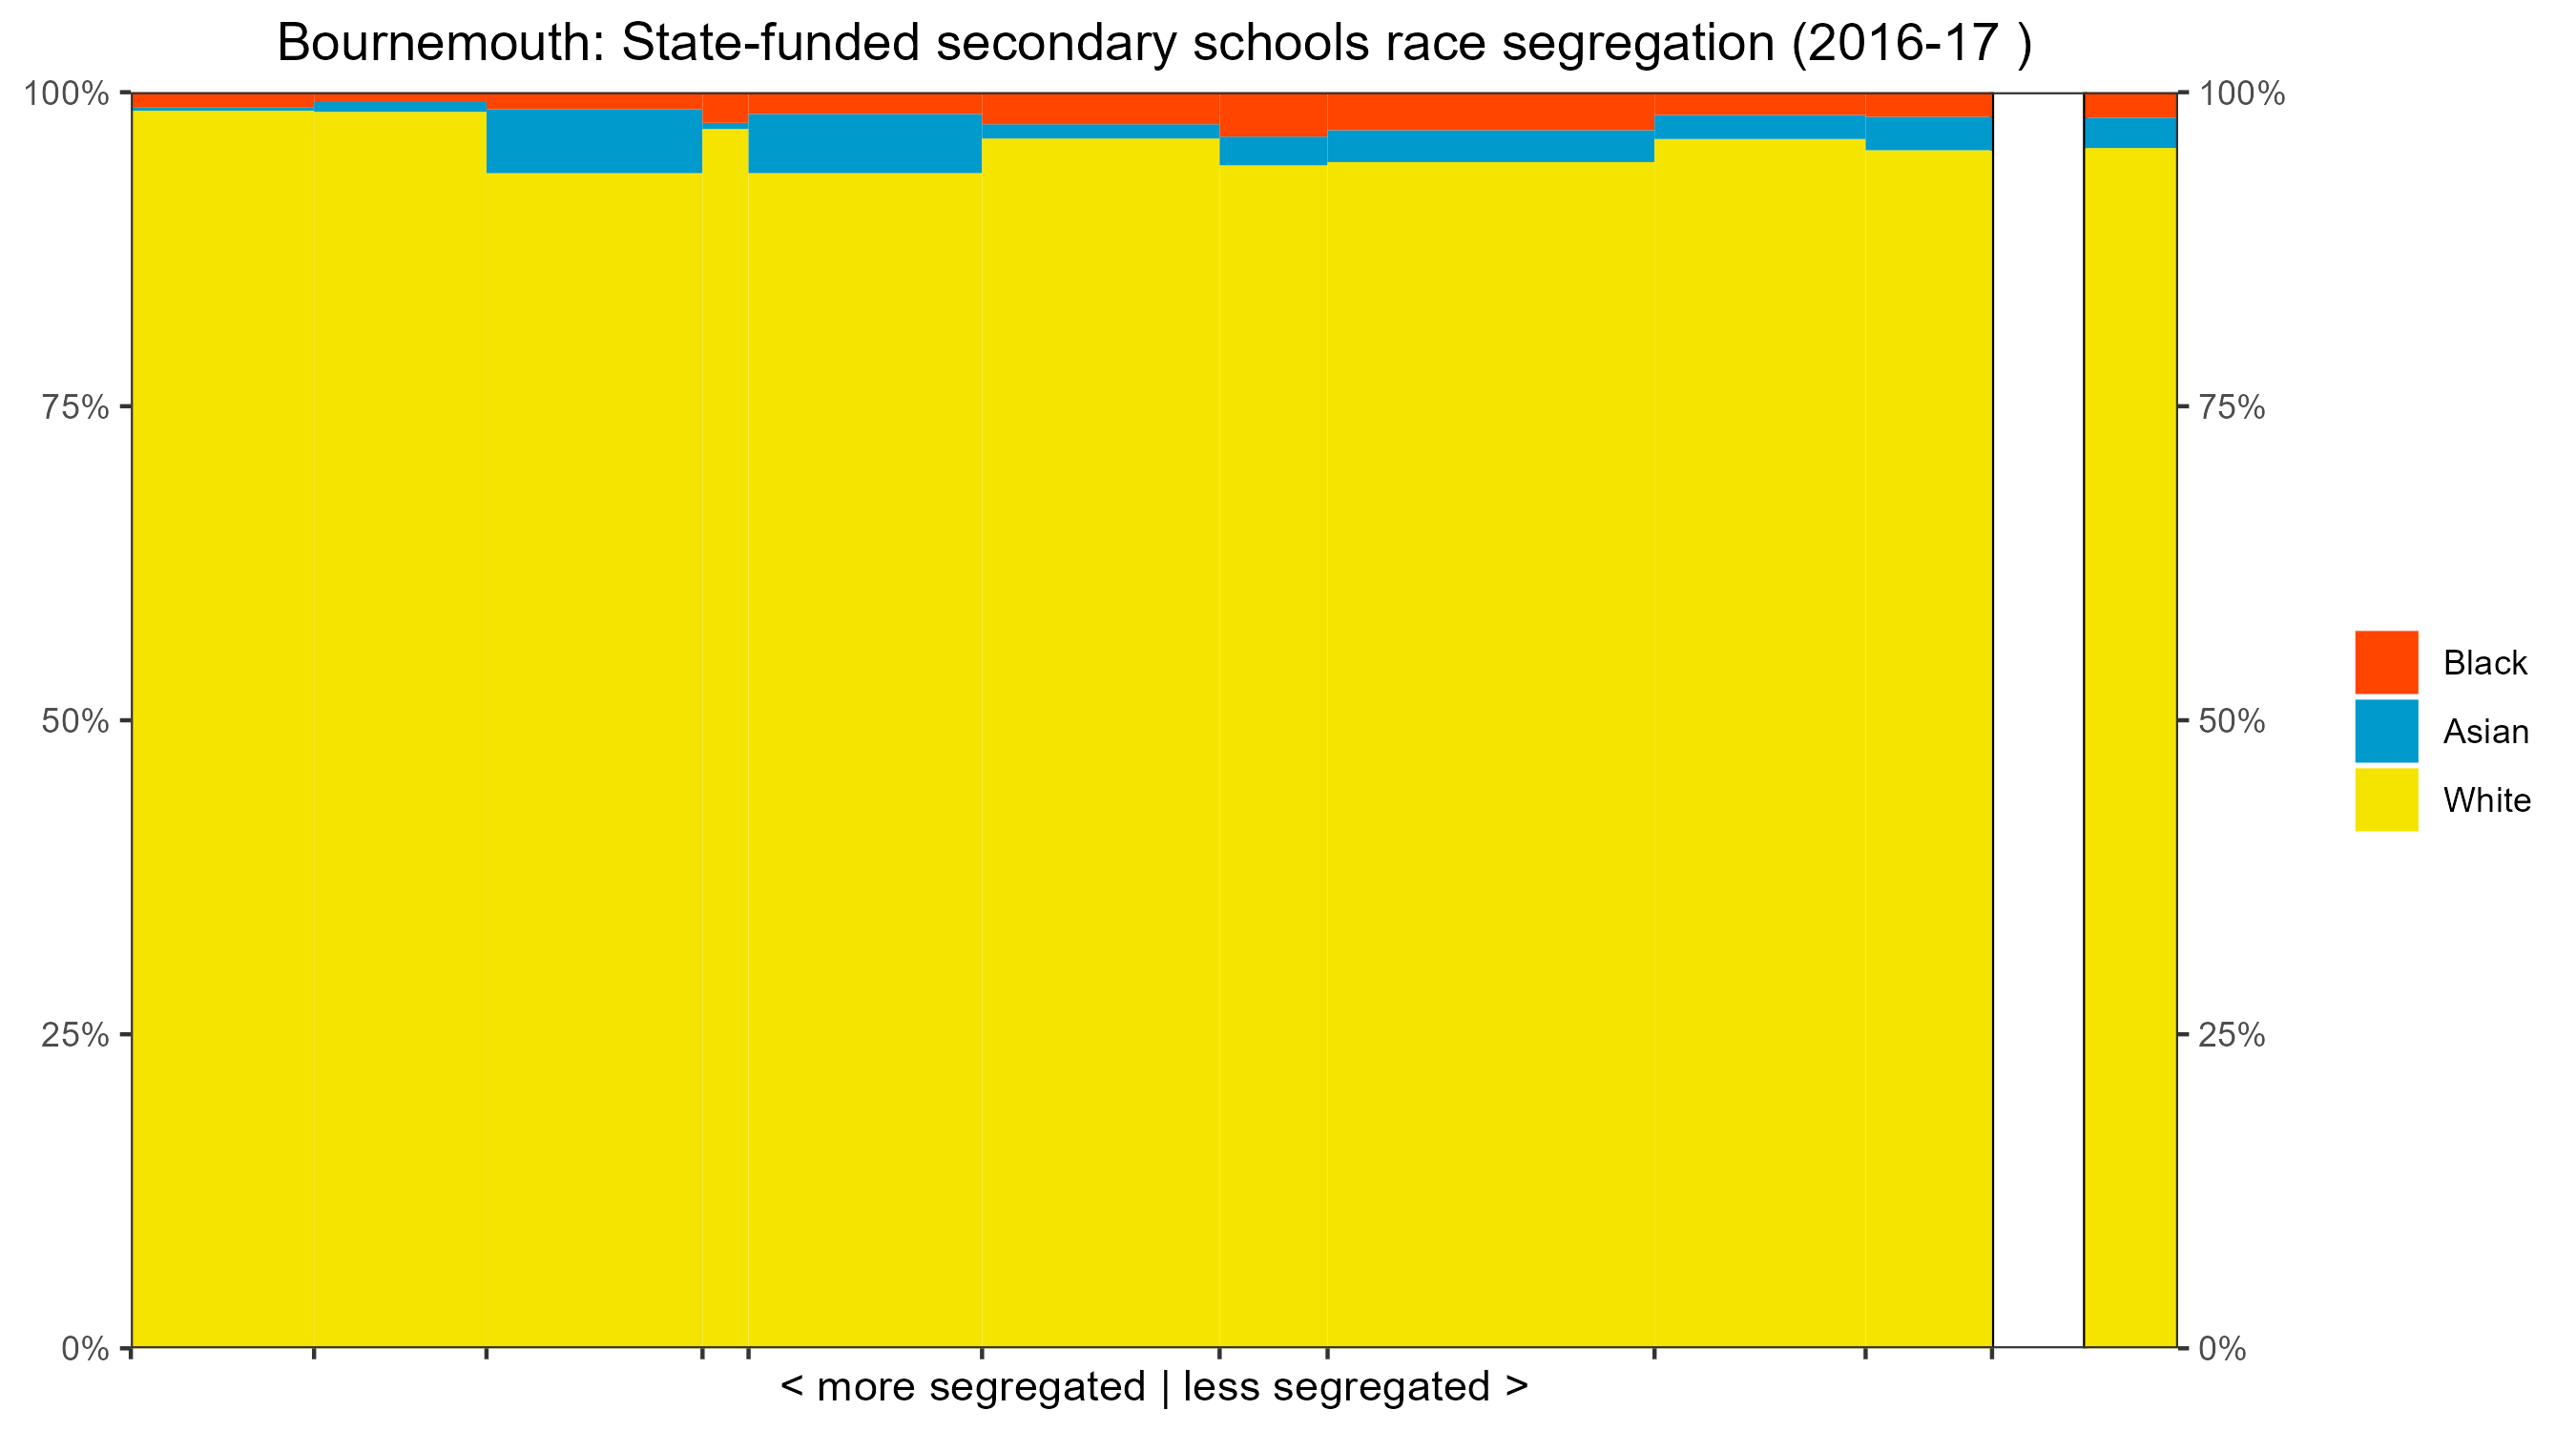 Bournemouth: State-funded secondary schools race segregation (2016-17 )
100%
75%
50%
25%
0%
100%
75%
50%
25%
0%
Black
Asian
White
< more segregated | less segregated >